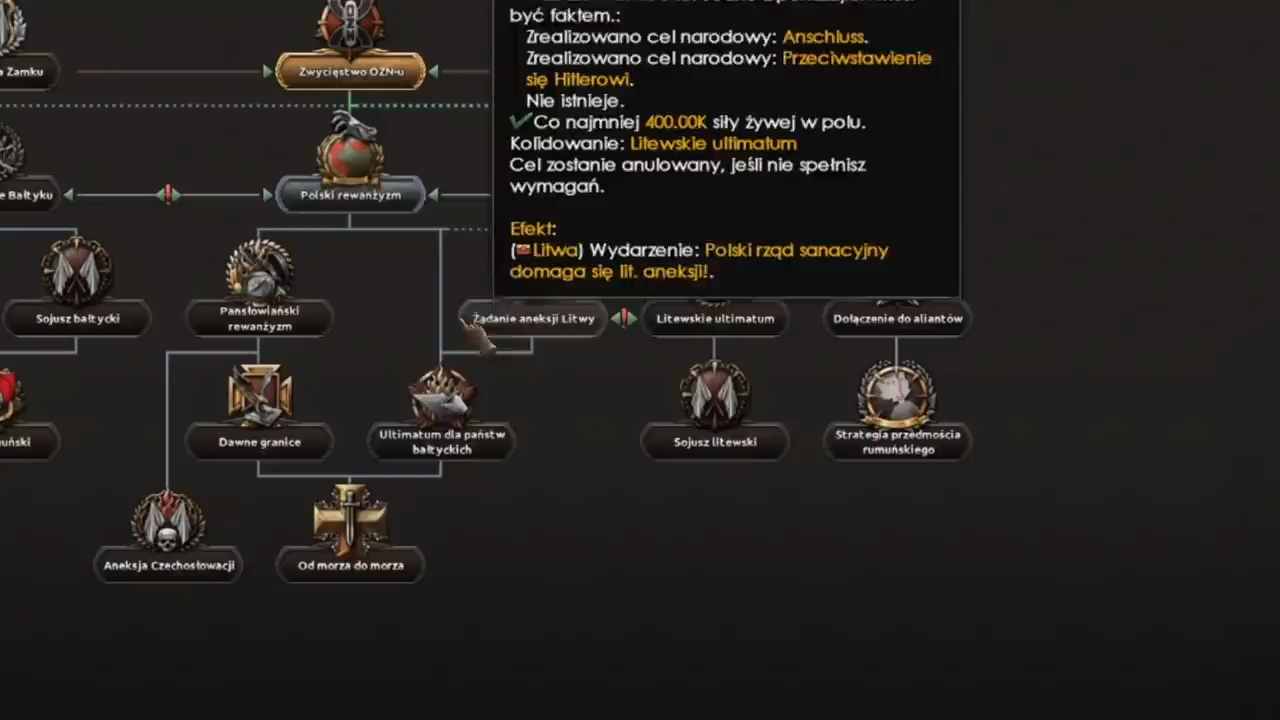 być faktem.:
Zrealizowano cel narodowy: Anschluss.
Zrealizowano cel narodowy: Przeciwstawienie
się Hitlerowi.
Nie istnieje.
Co najmniej 400.00K siły żywej w polu.
Kolidowanie: Litewskie ultimatum
Cel zostanie anulowany, jeśli nie spełnisz
wymagań.
Efekt:
(Litwa) Wydarzenie: Polski rząd sanacyjny
domaga się lit. aneksji!.
Zamku
Zwycięstwo OZN-u
e Bałtyku
Polski rewanżyzm
Sojusz bałtycki
Pansłowiański
rewanżyzm
Żądanie aneksji Litwy
Litewskie ultimatum
Dołączenie do aliantów
uński
Dawne granice
Ultimatum dla państw
bałtyckich
Sojusz litewski
Strategia przedmościa
rumuńskiego
Aneksja Czechosłowacji
Od morza do morza